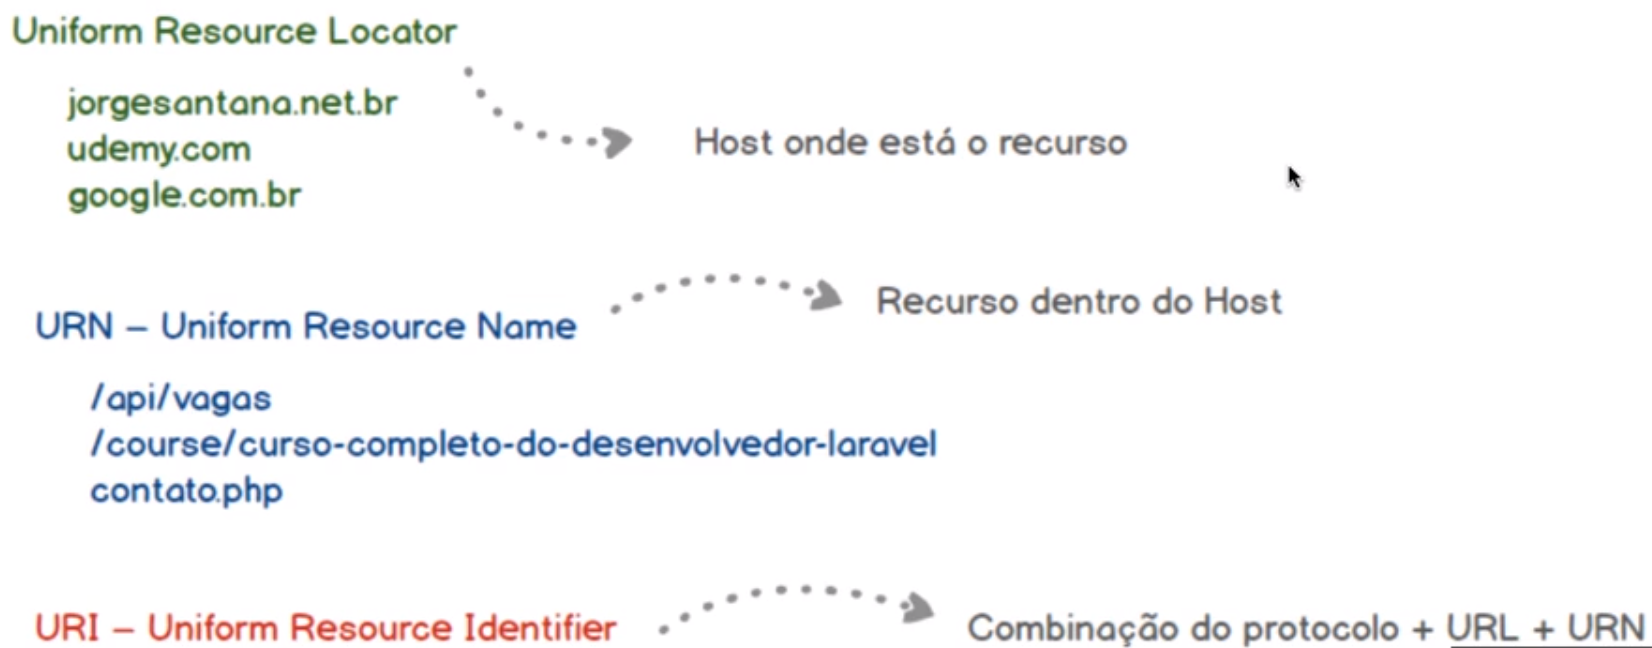 Uniform Resource Locator
jorgesantana.net.br
udemy.com
google.com.br
Host onde está o recurso
URN – Uniform Resource Name
Recurso dentro do Host
/api/vagas
/course/curso-completo-do-desenvolvedor-laravel
contato.php
URI – Uniform Resource Identifier
Combinação do protocolo + URL + URN